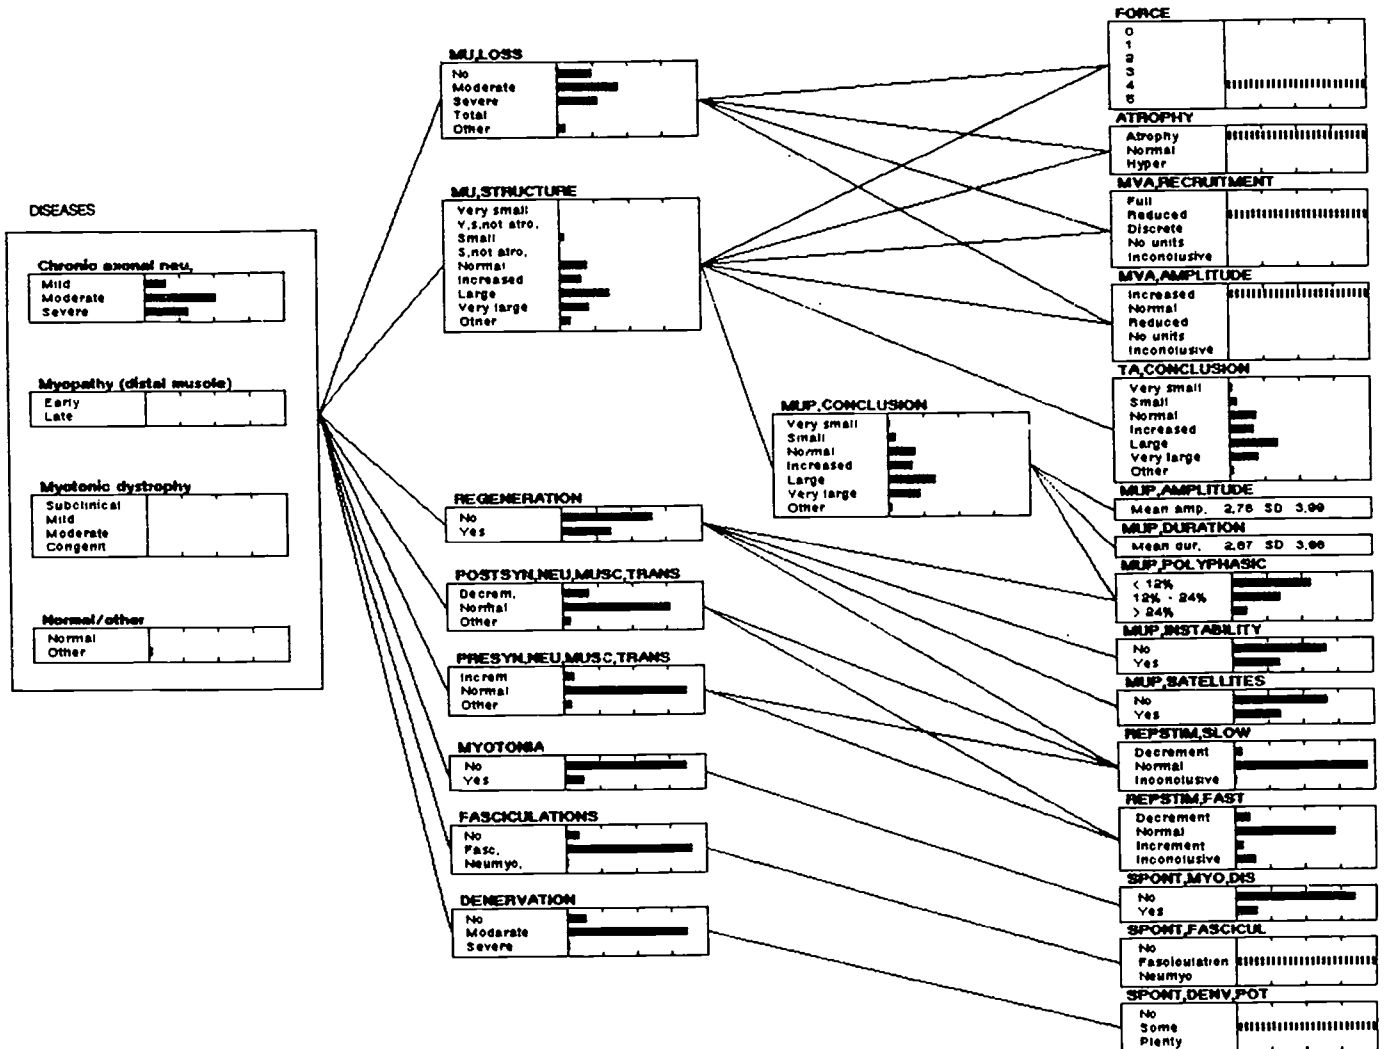 DISEASES
Chronic axonal neu,
Mild
Moderate
Severe
Myopathy (distal muscle)
Early
Late
Myotonic dystrophy
Subclinical
Mild
Moderate
Congenit
Normal/other
Normal
Other
MU,LOSS
No
Moderate
Severe
Total
Other
MU,STRUCTURE
Very small
V,s,not atro,
Small
S,not atro,
Normal
Increased
Large
Very large
Other
REGENERATION
No
Yes
POSTSYN,NEU,MUSC,TRANS
Decrem,
Normal
Other
PRESYN,NEU,MUSC,TRANS
Increm
Normal
Other
MYOTONIA
No
Yes
FASCICULATIONS
No
Fasc,
Neumyo,
DENERVATION
No
Modarate
Severe
MUP,CONCLUSION
Very small
Small
Normal
Increased
Large
Very large
Other
FORCE
0
1
2
3
4
5
ATROPHY
Atrophy
Normal
Hyper
MVA,RECRUITMENT
Full
Reduced
Discrete
No units
Inconclusive
MVA,AMPLITUDE
Increased
Normal
Reduced
No units
Inconclusive
TA,CONCLUSION
Very small
Small
Normal
Increased
Large
Very large
Other
MUP,AMPLITUDE
Mean amp, 2,76 SD 3,99
MUP,DURATION
Mean dur, 2,67 SD 3,66
MUP,POLYPHASIC
< 12%
12% - 24%
> 24%
MUP,INSTABILITY
No
Yes
MUP,SATELLITES
No
Yes
REPSTIM,SLOW
Decrement
Normal
Inconclusive
REPSTIM,FAST
Decrement
Normal
Increment
Inconclusive
SPONT,MYO,DIS
No
Yes
SPONT,FASCICUL
No
Fasciculation
Neumyo
SPONT,DENV,POT
No
Some
Plenty